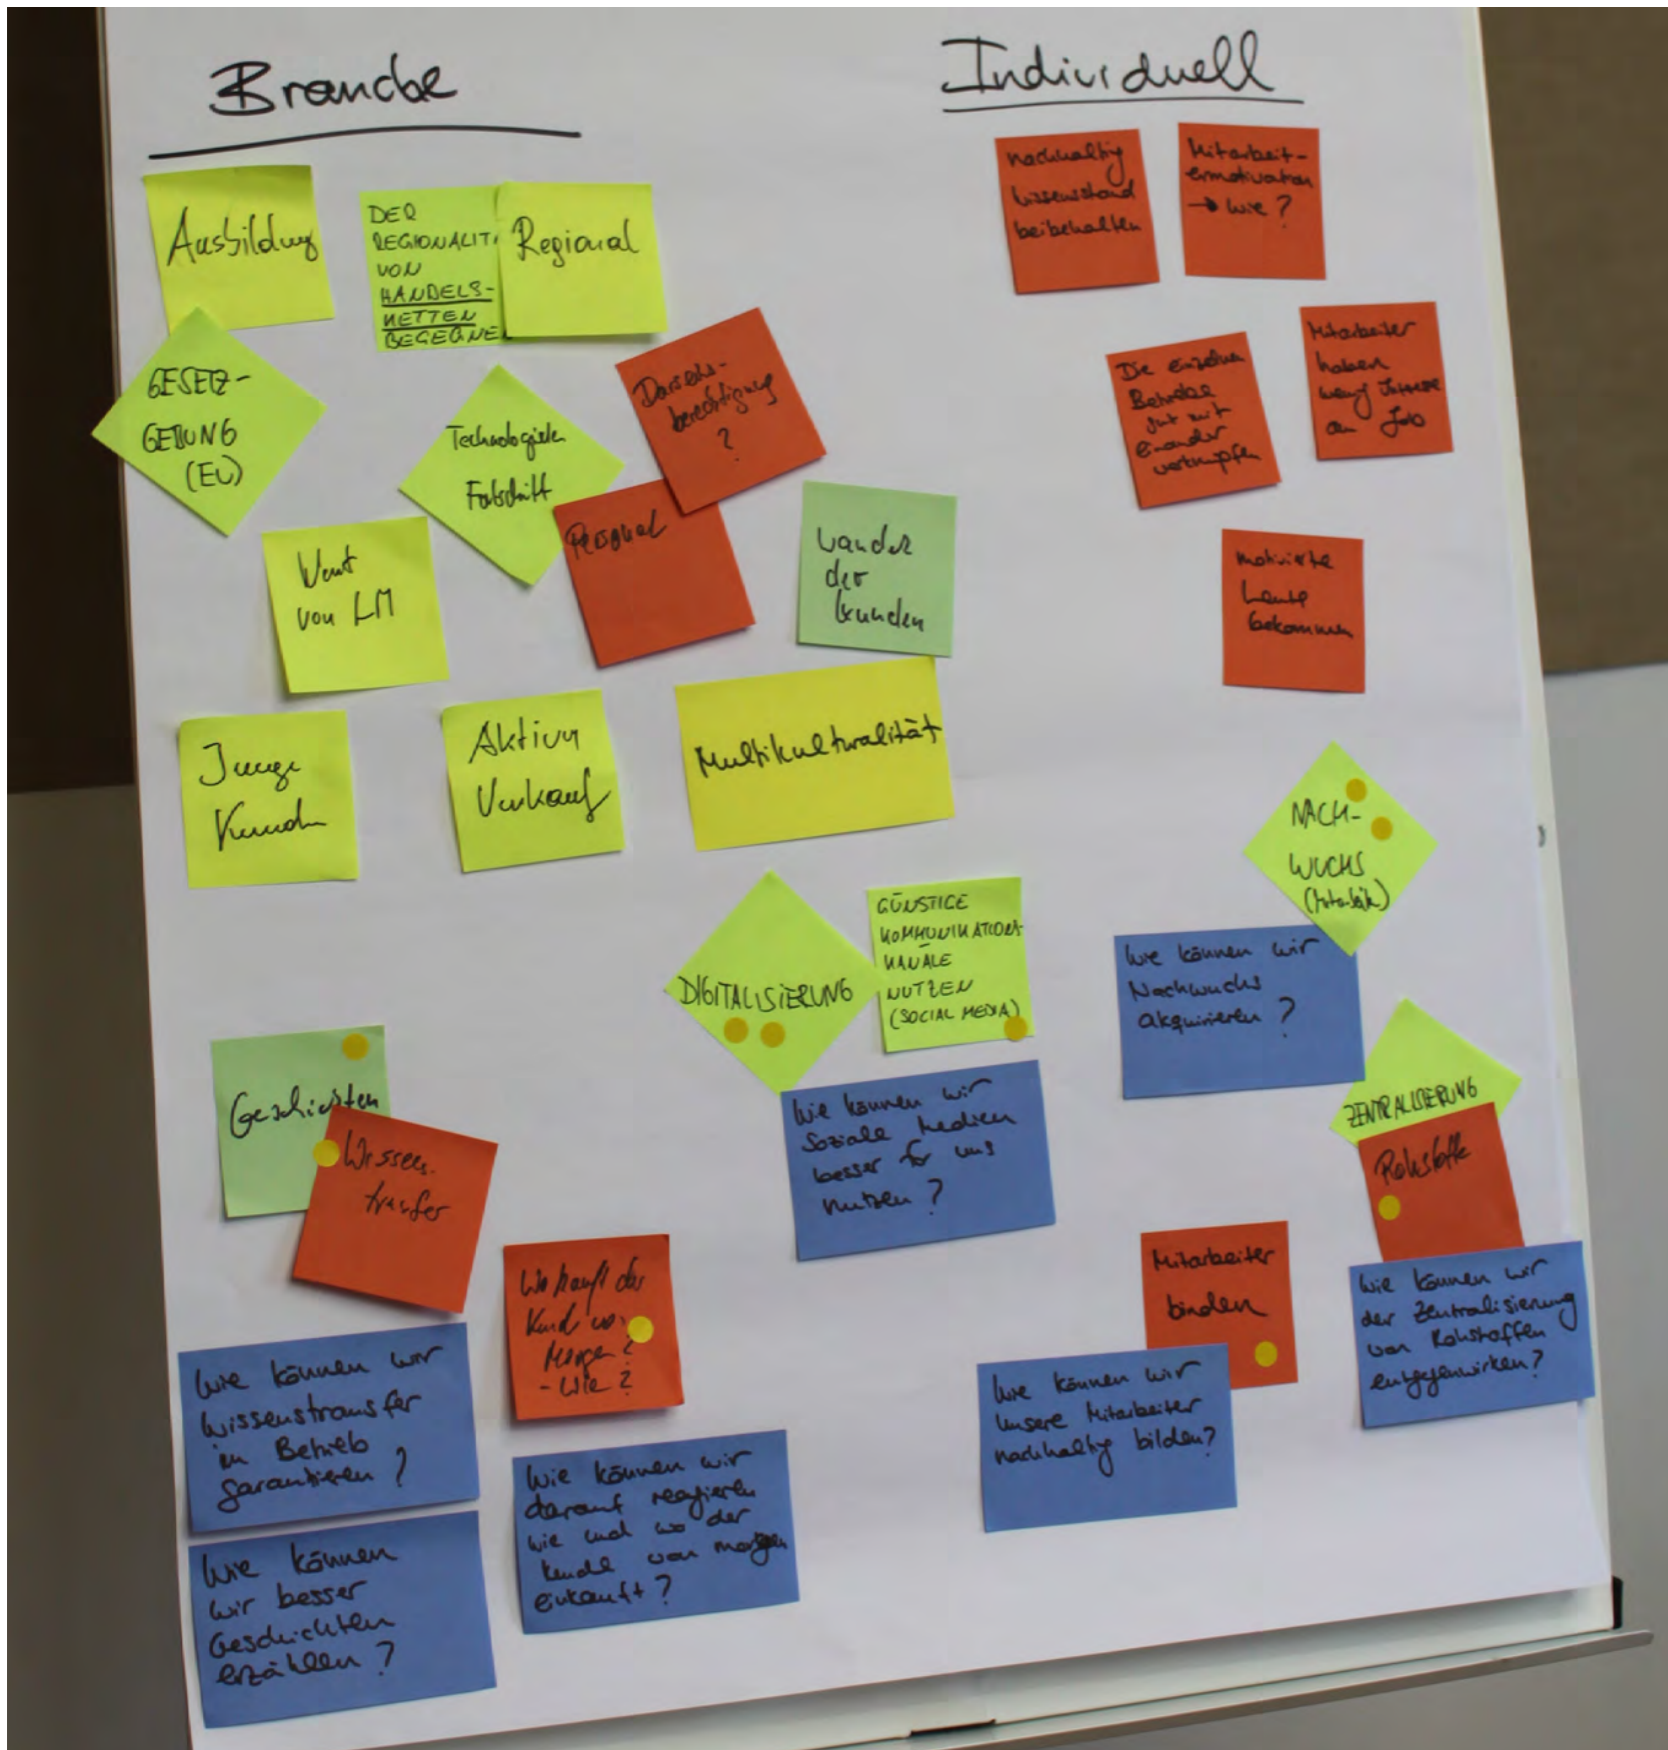 Branche
Individuell
Ausbildung
DER
REGIONALIT
VON
HANDELS-
KETTEN
BEGEGNE
Regional
GESETZ-
GEBUNG
(EU)
Technologischer
Fortschritt
Daseins-
berechtigung
?
Personal
Wert
von LM
Wandel
der
Kunden
Junge
Kunden
Aktiver
Verkauf
Multikulturalität
nachhaltig
Wissensstand
beibehalten
Mitarbeit-
ermotivation
→ Wie?
Die einzelnen
Betriebe
gut mit
einander
verknüpfen
Mitarbeiter
haben
wenig Interesse
am Job
motivierte
Leute
bekommen
DIGITALISIERUNG
GÜNSTIGE
KOMMUNIKATIONS-
KANÄLE
NUTZEN
(SOCIAL MEDIA)
Wie können wir
Soziale Medien
besser für uns
nutzen?
NACH-
WUCHS
(Mitarbeiter)
Wie können wir
Nachwuchs
akquirieren?
Geschichten
Wissens-
transfer
Wie können wir
Wissenstransfer
im Betrieb
garantieren?
Wie können
wir besser
Geschichten
erzählen?
Wo kauft der
Kunde von
Morgen?
- Wie?
Wie können wir
darauf reagieren
wie und wo der
Kunde von morgen
einkauft?
ZENTRALISIERUNG
Rohstoffe
Wie können wir
der Zentralisierung
von Rohstoffen
entgegenwirken?
Mitarbeiter
binden
Wie können wir
unsere Mitarbeiter
nachhaltig bilden?